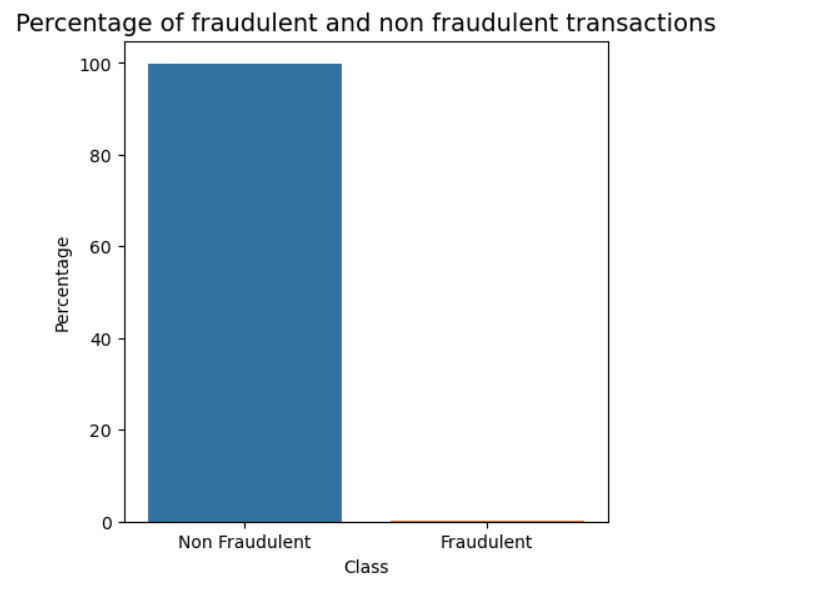 Percentage of fraudulent and non fraudulent transactions
100
80
60
40
20
0
Percentage
Non Fraudulent Fraudulent
Class